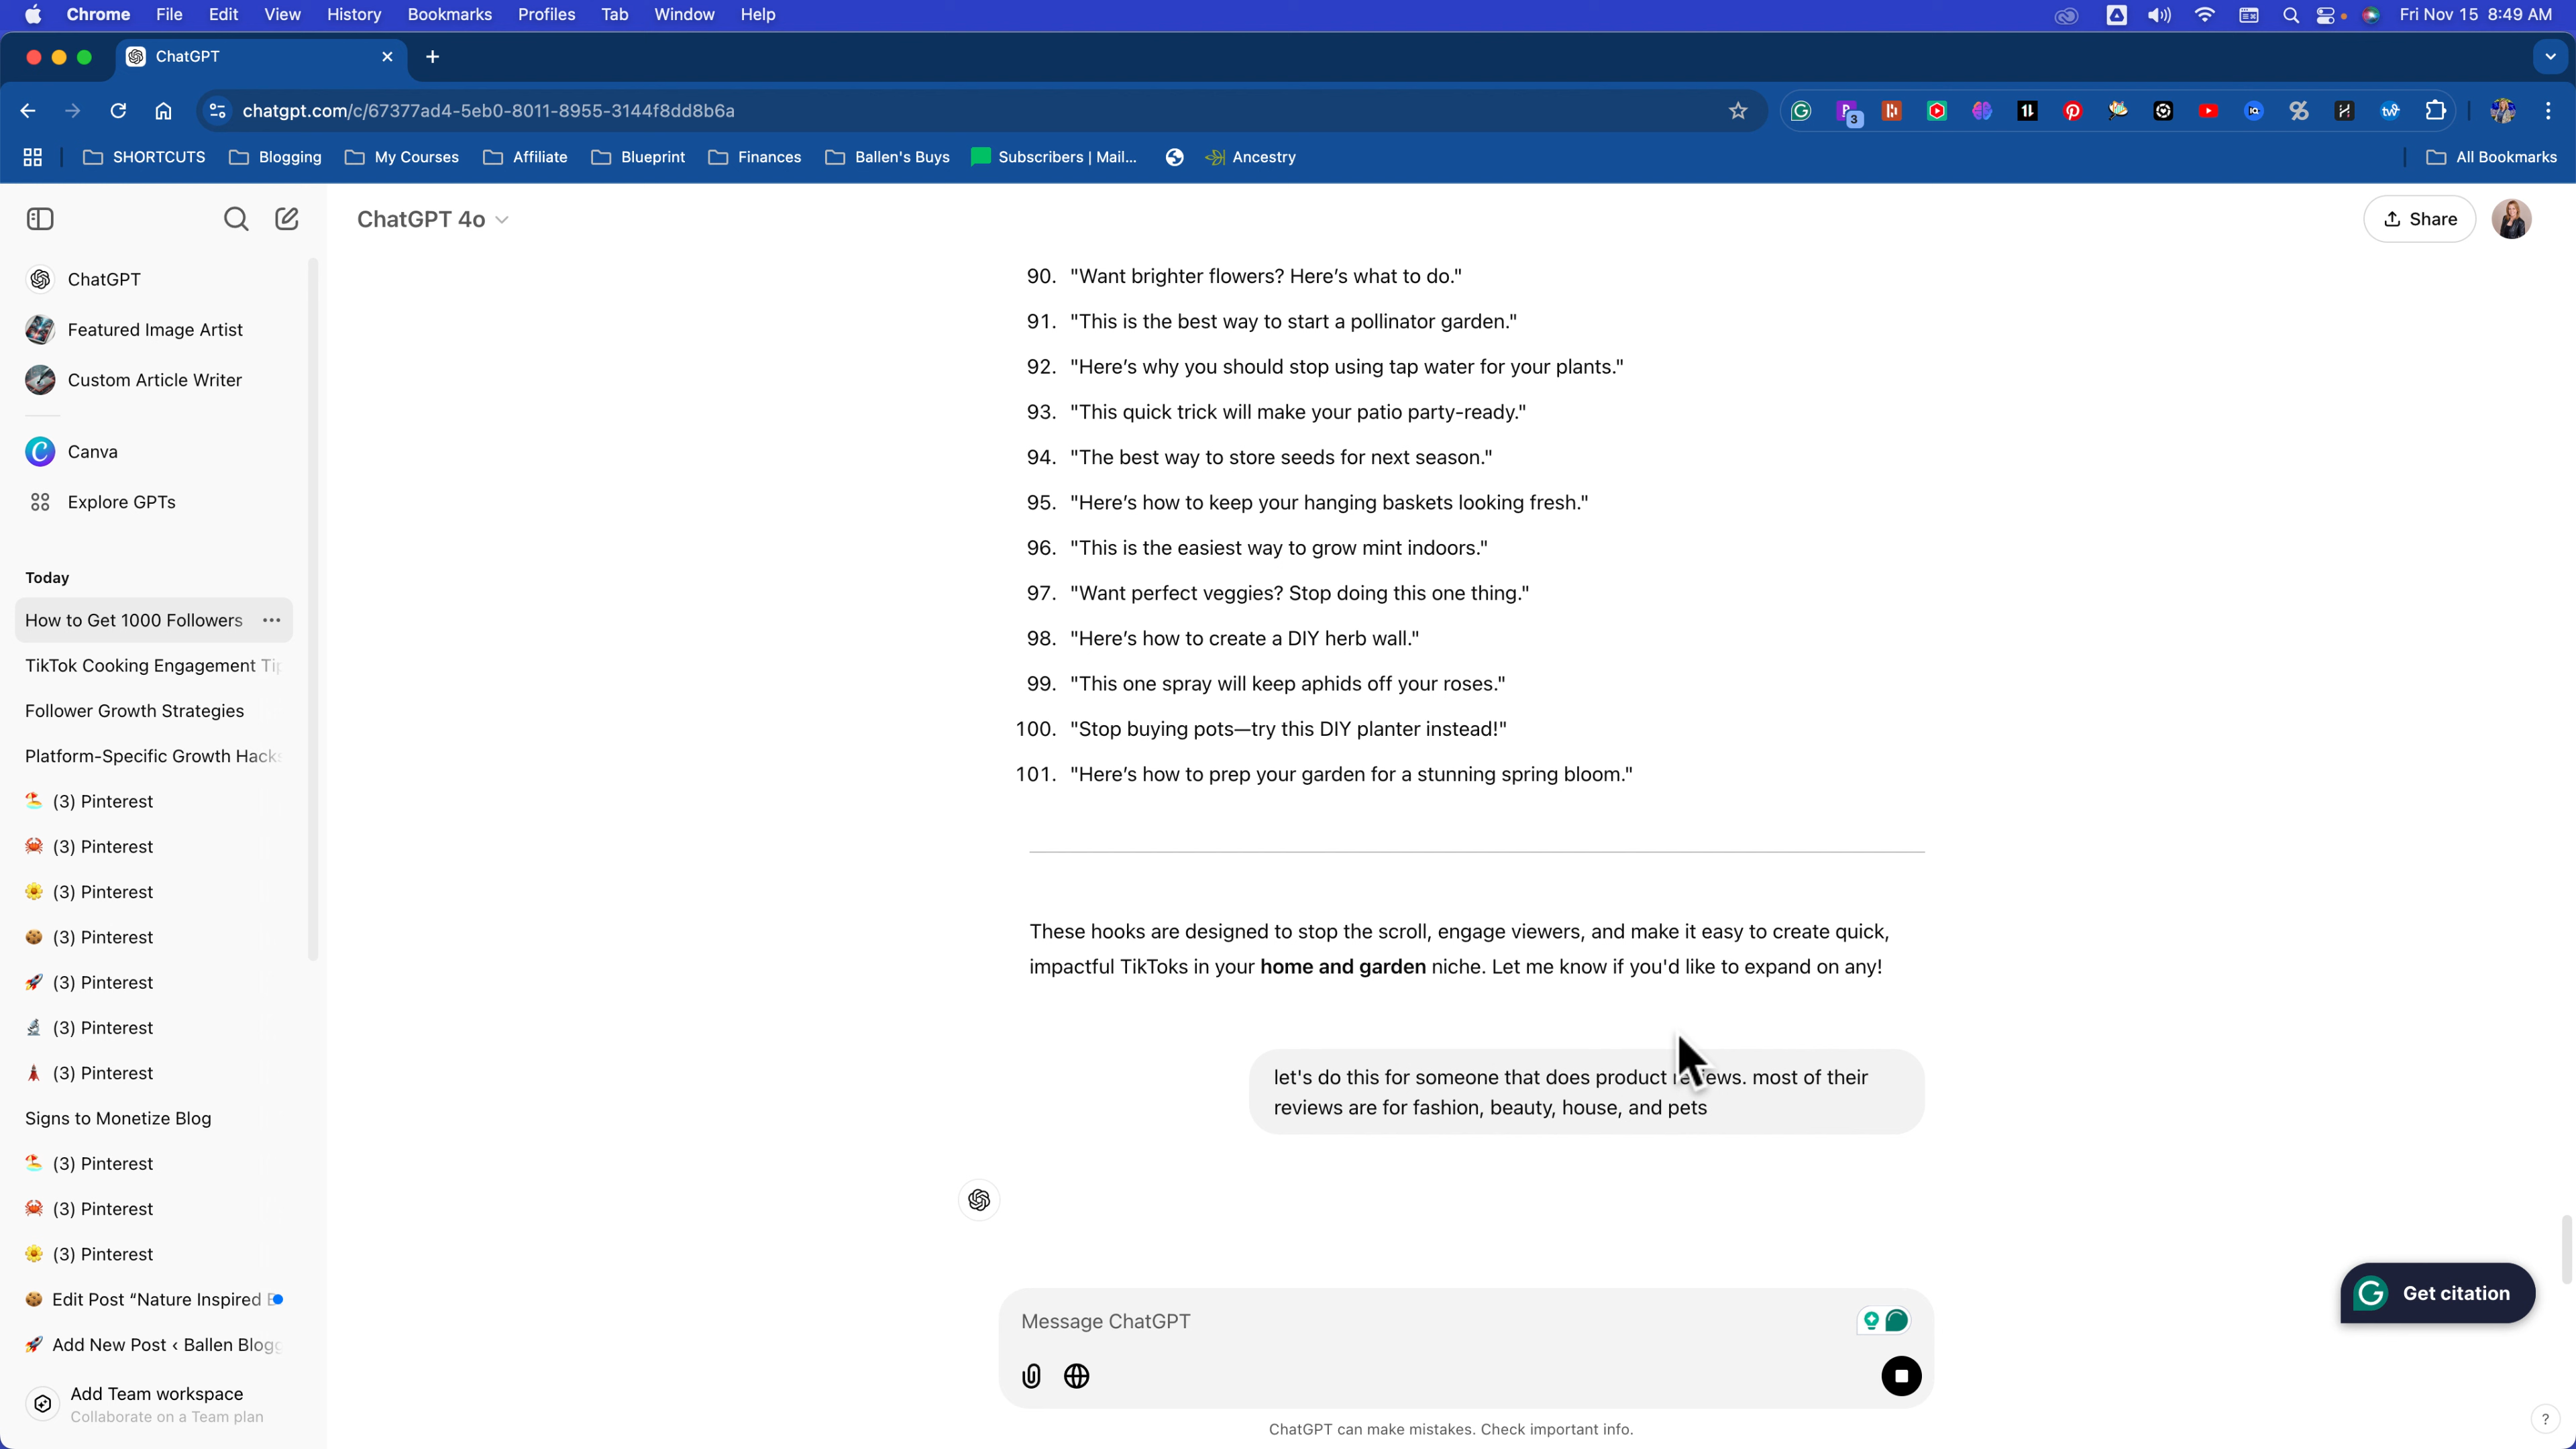 Chrome File Edit View History Bookmarks Profiles Tab Window Help Fri Nov 15 8:49 AM
ChatGPT
chatgpt.com/c/67377ad4-5eb0-8011-8955-3144f8dd8b6a
3
SHORTCUTS Blogging My Courses Affiliate Blueprint Finances Ballen's Buys Subscribers | Mail... Ancestry All Bookmarks
ChatGPT 4o Share
ChatGPT
Featured Image Artist
Custom Article Writer
Canva
Explore GPTs
Today
How to Get 1000 Followers
TikTok Cooking Engagement Ti
Follower Growth Strategies
Platform-Specific Growth Hacks
(3) Pinterest
(3) Pinterest
(3) Pinterest
(3) Pinterest
(3) Pinterest
(3) Pinterest
(3) Pinterest
Signs to Monetize Blog
(3) Pinterest
(3) Pinterest
(3) Pinterest
Edit Post “Nature Inspired
Add New Post ‹ Ballen Blogg
Add Team workspace
Collaborate on a Team plan
90. "Want brighter flowers? Here’s what to do."
91. "This is the best way to start a pollinator garden."
92. "Here’s why you should stop using tap water for your plants."
93. "This quick trick will make your patio party-ready."
94. "The best way to store seeds for next season."
95. "Here’s how to keep your hanging baskets looking fresh."
96. "This is the easiest way to grow mint indoors."
97. "Want perfect veggies? Stop doing this one thing."
98. "Here’s how to create a DIY herb wall."
99. "This one spray will keep aphids off your roses."
100. "Stop buying pots—try this DIY planter instead!"
101. "Here’s how to prep your garden for a stunning spring bloom."
These hooks are designed to stop the scroll, engage viewers, and make it easy to create quick,
impactful TikToks in your home and garden niche. Let me know if you'd like to expand on any!
let's do this for someone that does product reviews. most of their
reviews are for fashion, beauty, house, and pets
Message ChatGPT
Get citation
ChatGPT can make mistakes. Check important info.
?